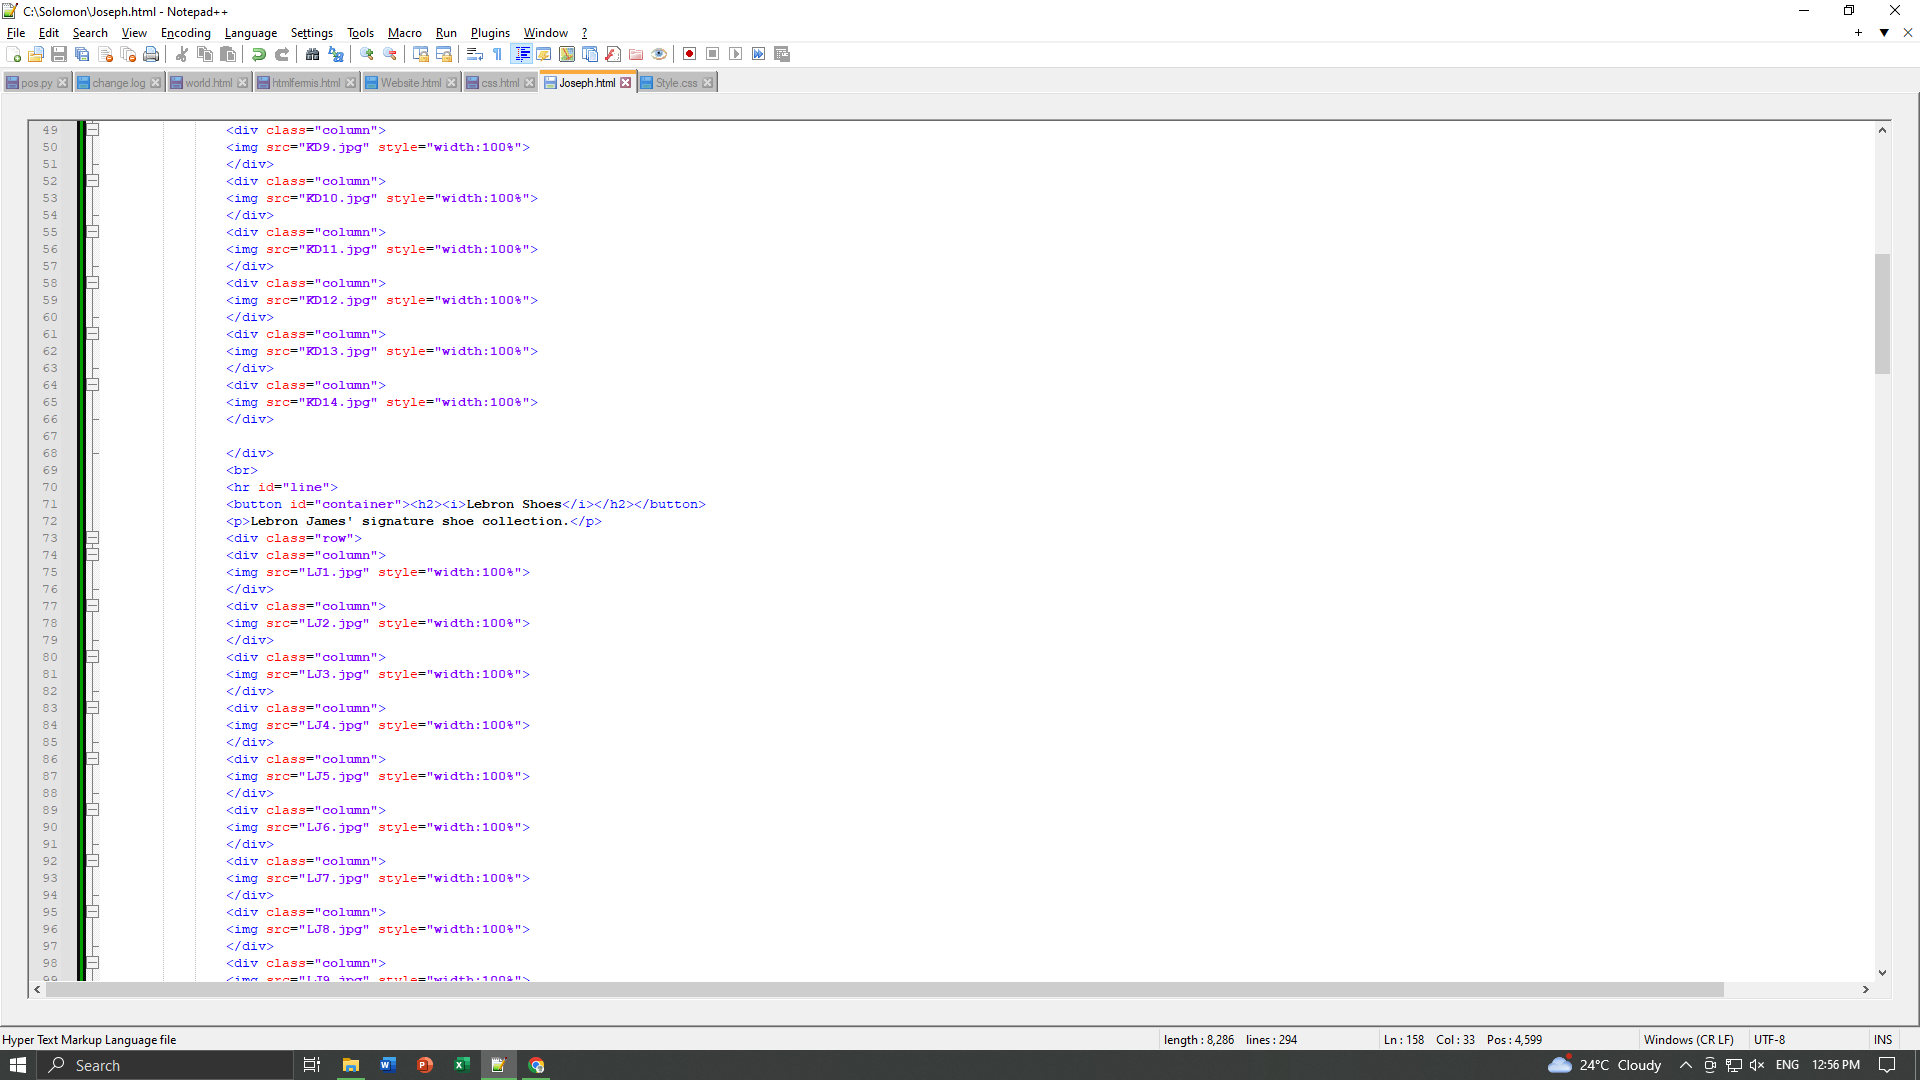 C:\Solomon\Joseph.html - Notepad++
File Edit Search View Encoding Language Settings Tools Macro Run Plugins Window ?
pos.py change.log world.html htmlfermis.html Website.html css.html Joseph.html Style.css
49 <div class="column">
50 <img src="KD9.jpg" style="width:100%">
51 </div>
52 <div class="column">
53 <img src="KD10.jpg" style="width:100%">
54 </div>
55 <div class="column">
56 <img src="KD11.jpg" style="width:100%">
57 </div>
58 <div class="column">
59 <img src="KD12.jpg" style="width:100%">
60 </div>
61 <div class="column">
62 <img src="KD13.jpg" style="width:100%">
63 </div>
64 <div class="column">
65 <img src="KD14.jpg" style="width:100%">
66 </div>
67
68 </div>
69 <br>
70 <hr id="line">
71 <button id="container"><h2><i>Lebron Shoes</i></h2></button>
72 <p>Lebron James' signature shoe collection.</p>
73 <div class="row">
74 <div class="column">
75 <img src="LJ1.jpg" style="width:100%">
76 </div>
77 <div class="column">
78 <img src="LJ2.jpg" style="width:100%">
79 </div>
80 <div class="column">
81 <img src="LJ3.jpg" style="width:100%">
82 </div>
83 <div class="column">
84 <img src="LJ4.jpg" style="width:100%">
85 </div>
86 <div class="column">
87 <img src="LJ5.jpg" style="width:100%">
88 </div>
89 <div class="column">
90 <img src="LJ6.jpg" style="width:100%">
91 </div>
92 <div class="column">
93 <img src="LJ7.jpg" style="width:100%">
94 </div>
95 <div class="column">
96 <img src="LJ8.jpg" style="width:100%">
97 </div>
98 <div class="column">
99 <img src="LJ9.jpg" style="width:100%">
Hyper Text Markup Language file length : 8,286 lines : 294 Ln : 158 Col : 33 Pos : 4,599 Windows (CR LF) UTF-8 INS
Search 24°C Cloudy ENG 12:56 PM